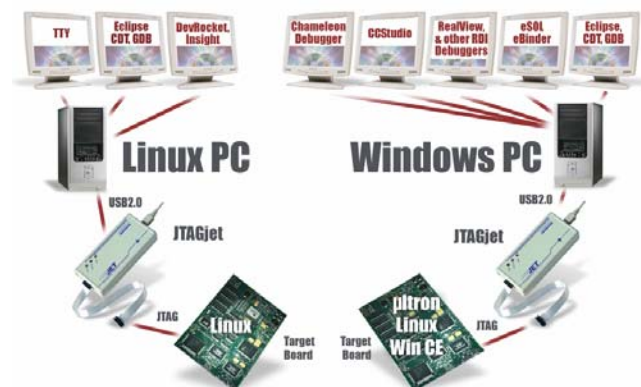 TTY
Eclipse
CDT, GDB
DevRocket,
Insight
Chameleon
Debugger
CCStudio
RealView,
& other RDI
Debuggers
eSOL
eBinder
Eclipse,
CDT, GDB
Linux PC
Windows PC
USB2.0
USB2.0
JTAGjet
JTAGjet
JET
JET
JTAG
JTAG
Linux
Target
Board
Target
Board
µItron
Linux
Win CE